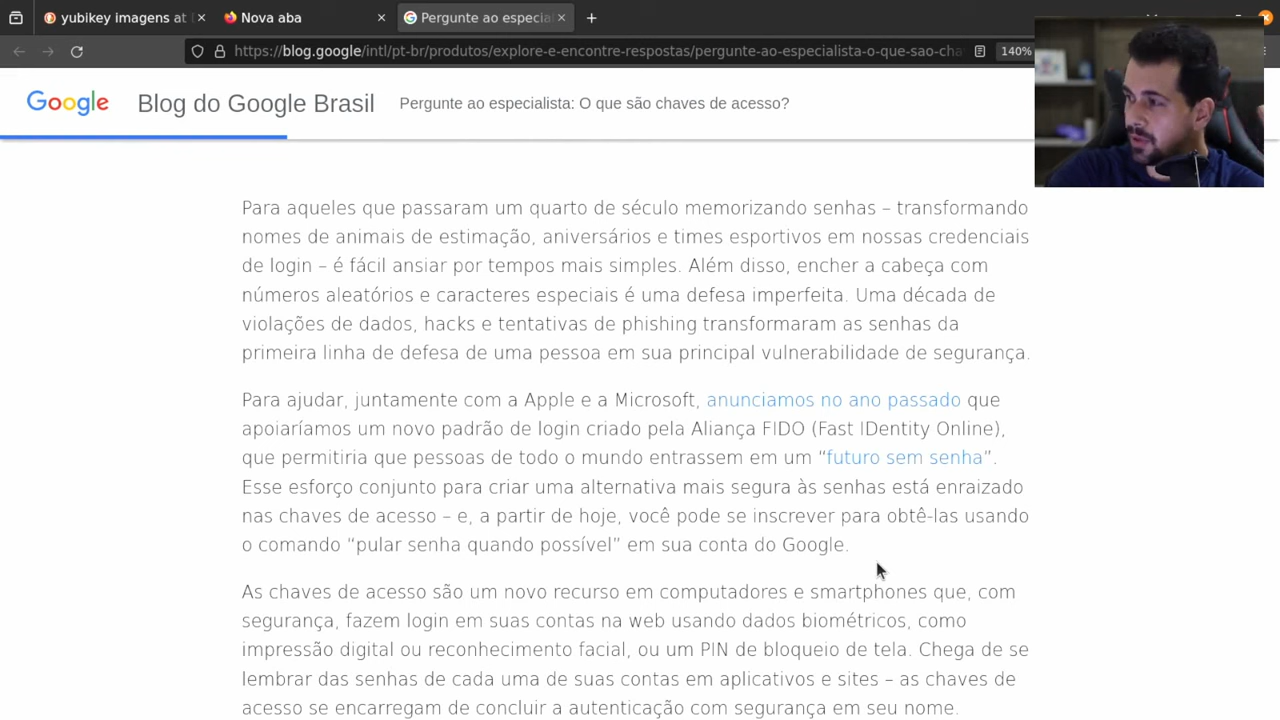 yubikey imagens at
Nova aba
Pergunte ao especia
https://blog.google/intl/pt-br/produtos/explore-e-encontre-respostas/pergunte-ao-especialista-o-que-sao-cha
140%
Google
Blog do Google Brasil
Pergunte ao especialista: O que são chaves de acesso?
Para aqueles que passaram um quarto de século memorizando senhas – transformando
nomes de animais de estimação, aniversários e times esportivos em nossas credenciais
de login – é fácil ansiar por tempos mais simples. Além disso, encher a cabeça com
números aleatórios e caracteres especiais é uma defesa imperfeita. Uma década de
violações de dados, hacks e tentativas de phishing transformaram as senhas da
primeira linha de defesa de uma pessoa em sua principal vulnerabilidade de segurança.
Para ajudar, juntamente com a Apple e a Microsoft, anunciamos no ano passado que
apoiaríamos um novo padrão de login criado pela Aliança FIDO (Fast IDentity Online),
que permitiria que pessoas de todo o mundo entrassem em um “futuro sem senha”.
Esse esforço conjunto para criar uma alternativa mais segura às senhas está enraizado
nas chaves de acesso – e, a partir de hoje, você pode se inscrever para obtê-las usando
o comando “pular senha quando possível” em sua conta do Google.
As chaves de acesso são um novo recurso em computadores e smartphones que, com
segurança, fazem login em suas contas na web usando dados biométricos, como
impressão digital ou reconhecimento facial, ou um PIN de bloqueio de tela. Chega de se
lembrar das senhas de cada uma de suas contas em aplicativos e sites – as chaves de
acesso se encarregam de concluir a autenticação com segurança em seu nome.